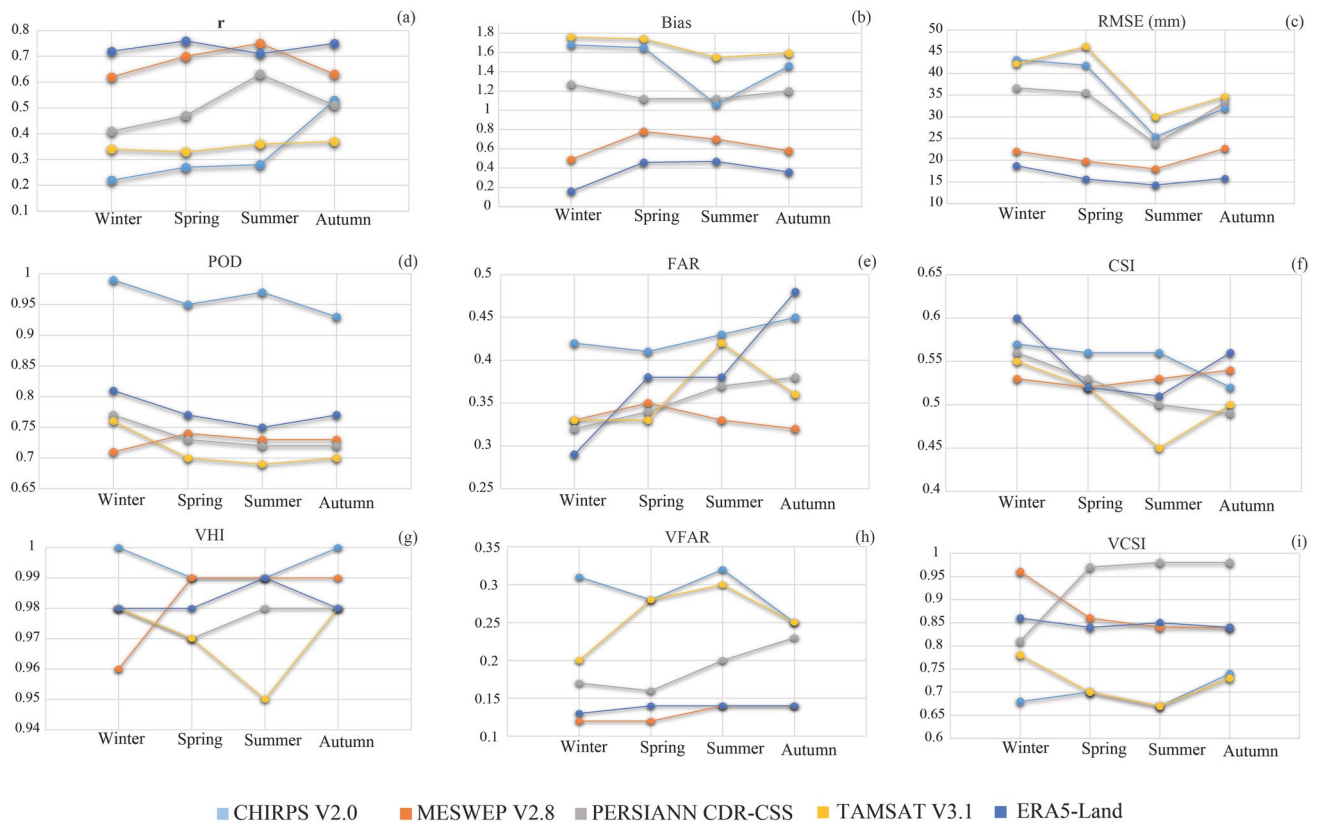 r
(a)
0.8
0.7
0.6
0.5
0.4
0.3
0.2
0.1
Winter Spring Summer Autumn
Bias
(b)
1.8
1.6
1.4
1.2
1
0.8
0.6
0.4
0.2
0
Winter Spring Summer Autumn
RMSE (mm)
(c)
50
45
40
35
30
25
20
15
10
Winter Spring Summer Autumn
POD
(d)
1
0.95
0.9
0.85
0.8
0.75
0.7
0.65
Winter Spring Summer Autumn
FAR
(e)
0.5
0.45
0.4
0.35
0.3
0.25
Winter Spring Summer Autumn
CSI
(f)
0.65
0.6
0.55
0.5
0.45
0.4
Winter Spring Summer Autumn
VHI
(g)
1
0.99
0.98
0.97
0.96
0.95
0.94
Winter Spring Summer Autumn
VFAR
(h)
0.35
0.3
0.25
0.2
0.15
0.1
Winter Spring Summer Autumn
VCSI
(i)
1
0.95
0.9
0.85
0.8
0.75
0.7
0.65
0.6
Winter Spring Summer Autumn
CHIRPS V2.0 MESWEP V2.8 PERSIANN CDR-CSS TAMSAT V3.1 ERA5-Land